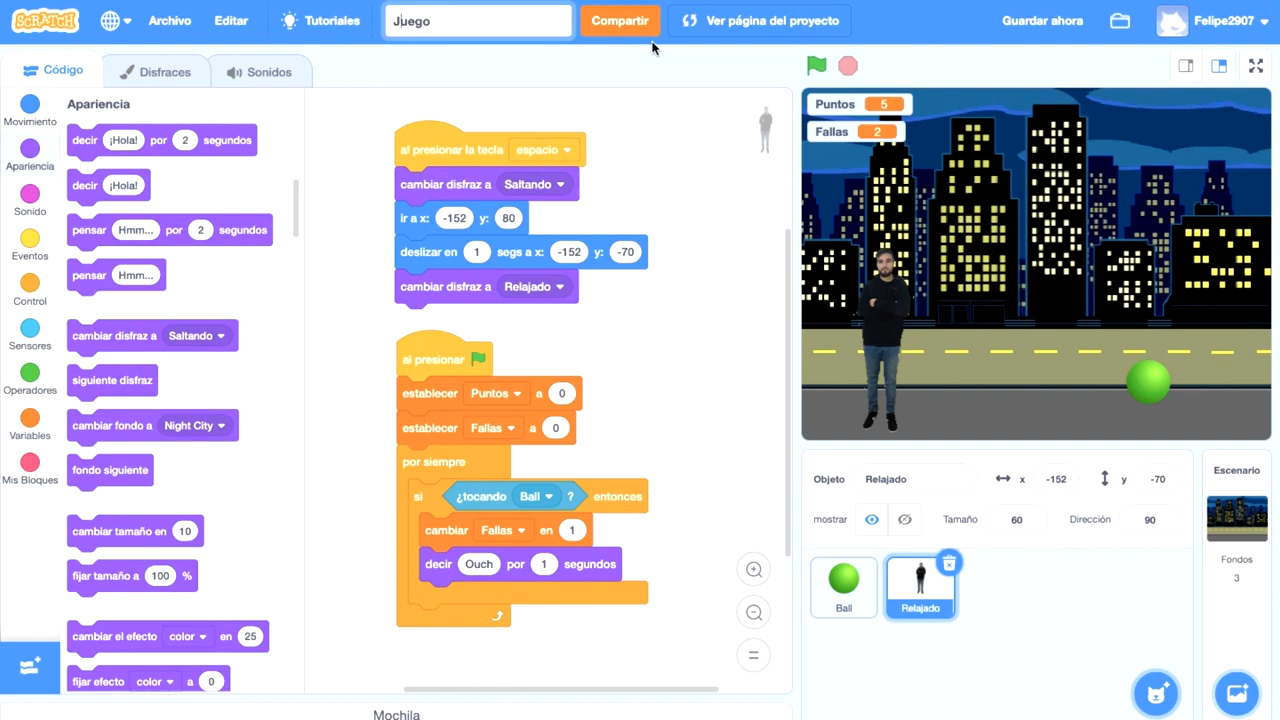 SCRATCH
Archivo
Editar
Tutoriales
Juego
Compartir
Ver página del proyecto
Guardar ahora
Felipe2907
Código
Disfraces
Sonidos
Movimiento
Apariencia
Sonido
Eventos
Control
Sensores
Operadores
Variables
Mis Bloques
Apariencia
decir ¡Hola! por 2 segundos
decir ¡Hola!
pensar Hmm... por 2 segundos
pensar Hmm...
cambiar disfraz a Saltando
siguiente disfraz
cambiar fondo a Night City
fondo siguiente
cambiar tamaño en 10
fijar tamaño a 100 %
cambiar el efecto color en 25
fijar efecto color a 0
al presionar la tecla espacio
cambiar disfraz a Saltando
ir a x: -152 y: 80
deslizar en 1 segs a x: -152 y: -70
cambiar disfraz a Relajado
al presionar
establecer Puntos a 0
establecer Fallas a 0
por siempre
si ¿tocando Ball ? entonces
cambiar Fallas en 1
decir Ouch por 1 segundos
Mochila
Puntos 5
Fallas 2
Objeto Relajado x -152 y -70
mostrar Tamaño 60 Dirección 90
Ball
Relajado
Escenario
Fondos
3